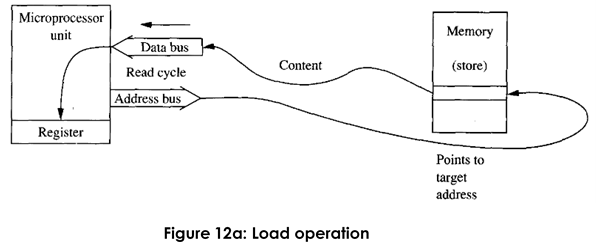 Microprocessor
unit
Data bus
Read cycle
Address bus
Register
Content
Memory
(store)
Points to
target
address
Figure 12a: Load operation